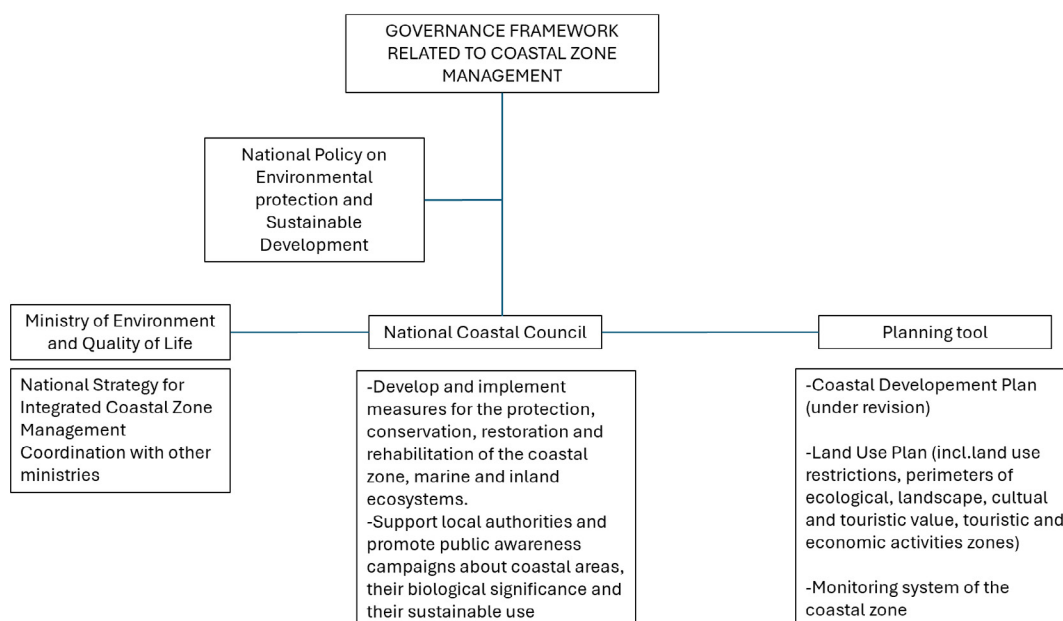 GOVERNANCE FRAMEWORK
RELATED TO COASTAL ZONE
MANAGEMENT
National Policy on
Environmental
protection and
Sustainable
Development
Ministry of Environment
and Quality of Life
National Strategy for
Integrated Coastal Zone
Management
Coordination with other
ministries
National Coastal Council
-Develop and implement
measures for the protection,
conservation, restoration and
rehabilitation of the coastal
zone, marine and inland
ecosystems.
-Support local authorities and
promote public awareness
campaigns about coastal areas,
their biological significance and
their sustainable use
Planning tool
-Coastal Developement Plan
(under revision)
-Land Use Plan (incl.land use
restrictions, perimeters of
ecological, landscape, cultual
and touristic value, touristic and
economic activities zones)
-Monitoring system of the
coastal zone